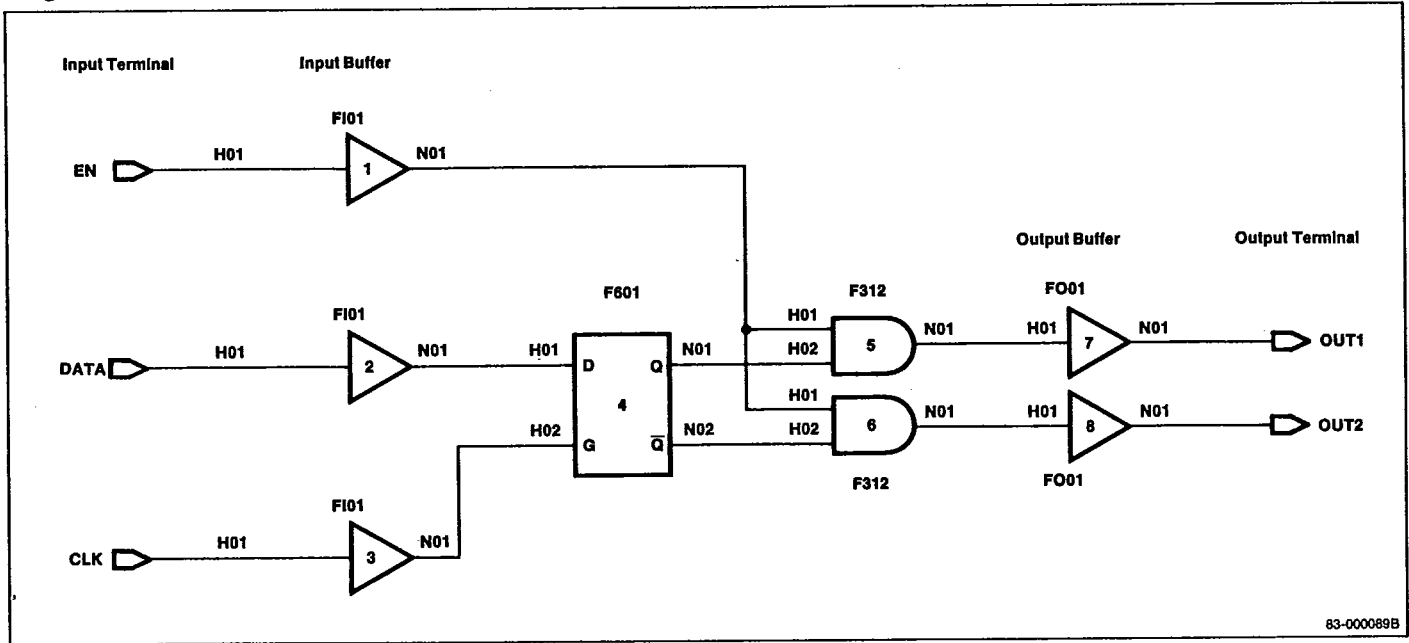 Input Terminal Input Buffer
FI01
EN H01 1 N01
Output Buffer Output Terminal
F601 F312 FO01
FI01 H01 N01 H01 N01 OUT1
DATA H01 2 N01 H01 D Q N01 H02 5 7
4 H01
H02 G Q̅ N02 H02 6 N01 H01 8 N01 OUT2
F312 FO01
FI01
CLK H01 3 N01
83-000089B